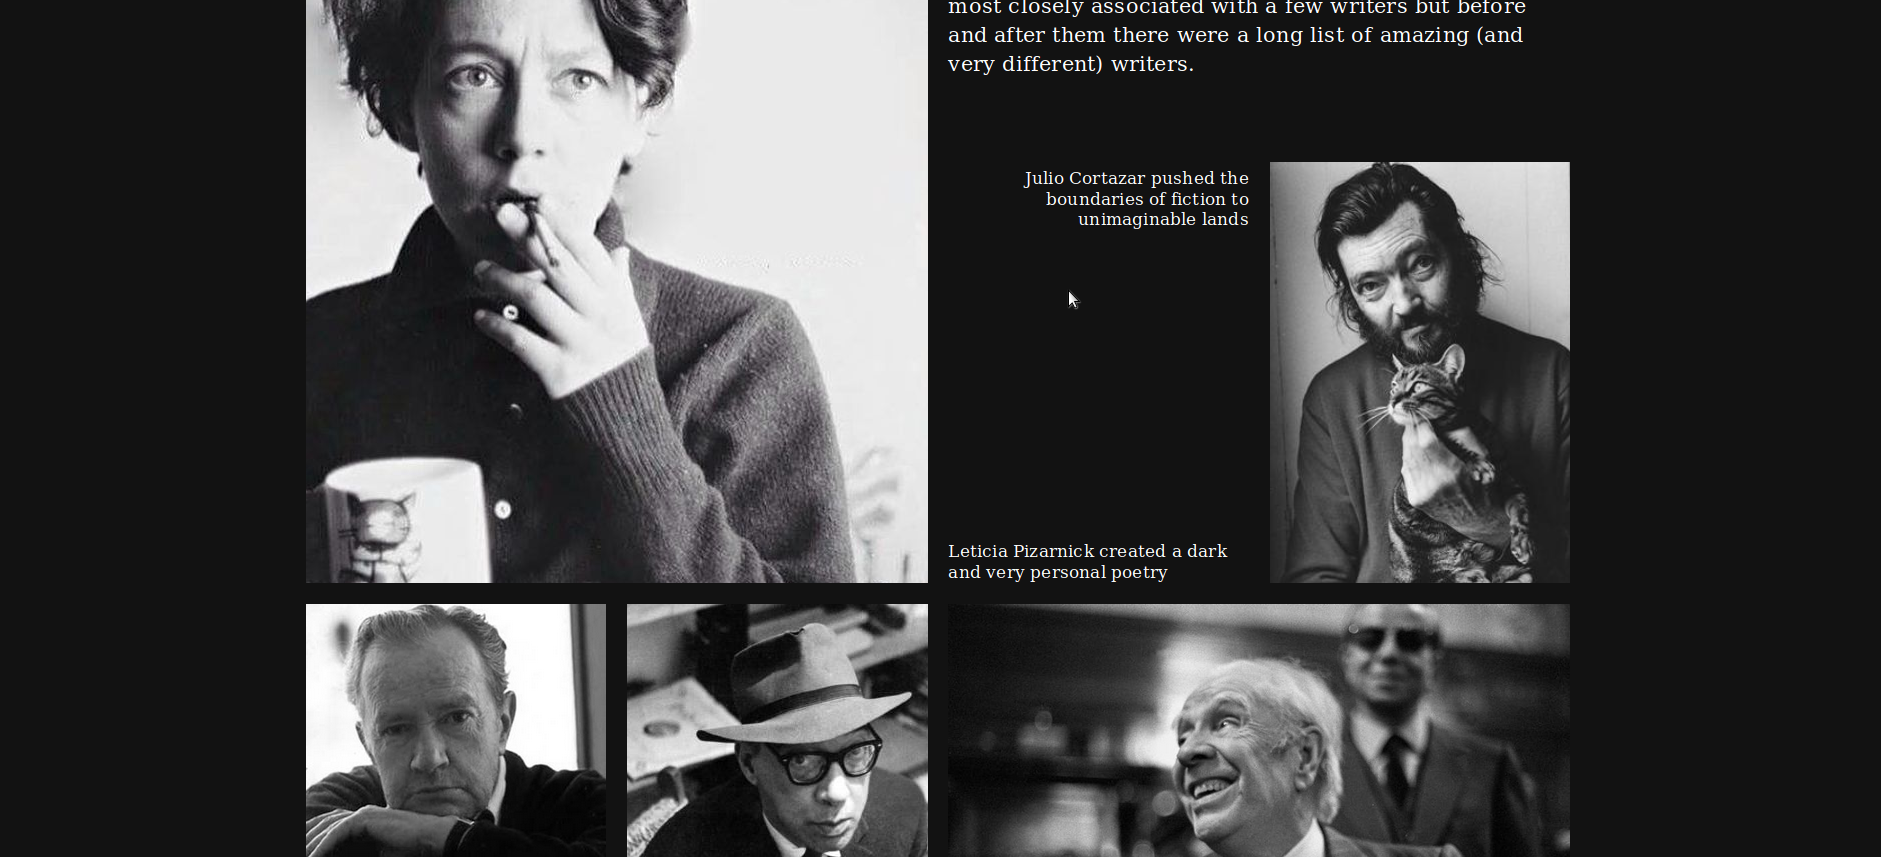 most closely associated with a few writers but before
and after them there were a long list of amazing (and
very different) writers.
Julio Cortazar pushed the
boundaries of fiction to
unimaginable lands
Leticia Pizarnick created a dark
and very personal poetry